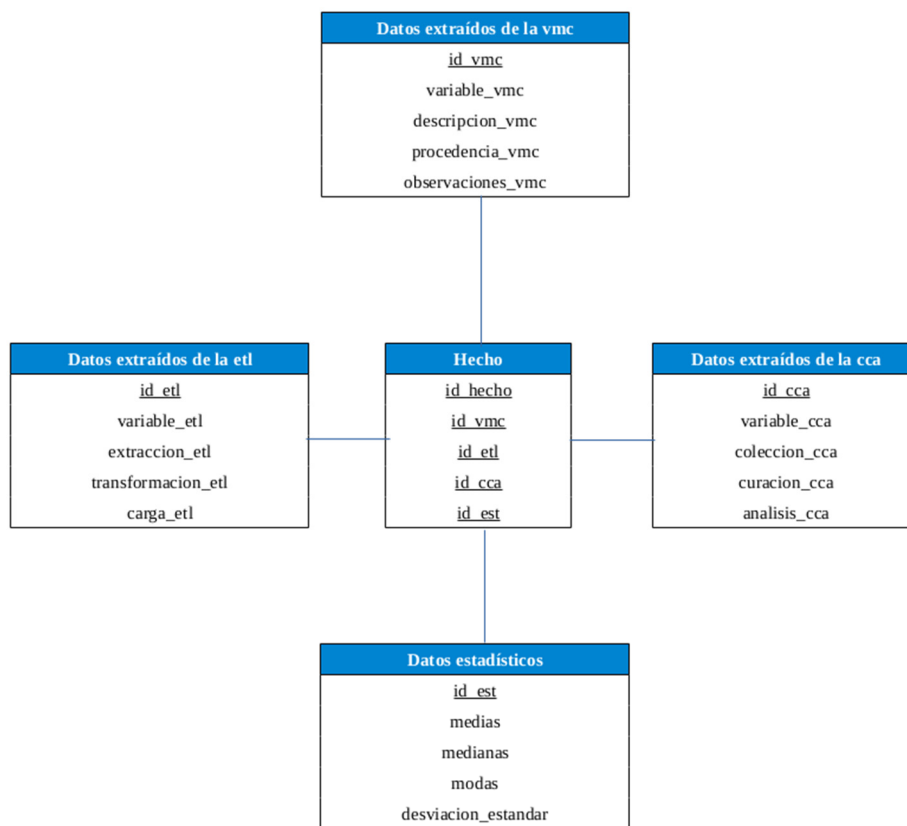 Datos extraídos de la vmc
id_vmc
variable_vmc
descripcion_vmc
procedencia_vmc
observaciones_vmc
Datos extraídos de la etl
id_etl
variable_etl
extraccion_etl
transformacion_etl
carga_etl
Hecho
id_hecho
id_vmc
id_etl
id_cca
id_est
Datos extraídos de la cca
id_cca
variable_cca
coleccion_cca
curacion_cca
analisis_cca
Datos estadísticos
id_est
medias
medianas
modas
desviacion_estandar